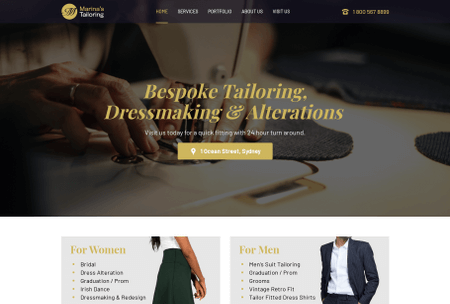 Marina's
Tailoring
HOME SERVICES PORTFOLIO ABOUT US VISIT US
1 800 567 8899
Bespoke Tailoring,
Dressmaking & Alterations
Visit us today for a quick fitting with 24 hour turn around.
1 Ocean Street, Sydney
For Women
Bridal
Dress Alteration
Graduation / Prom
Irish Dance
Dressmaking & Redesign
For Men
Men's Suit Tailoring
Graduation / Prom
Grooms
Vintage Retro Fit
Tailor Fitted Dress Shirts